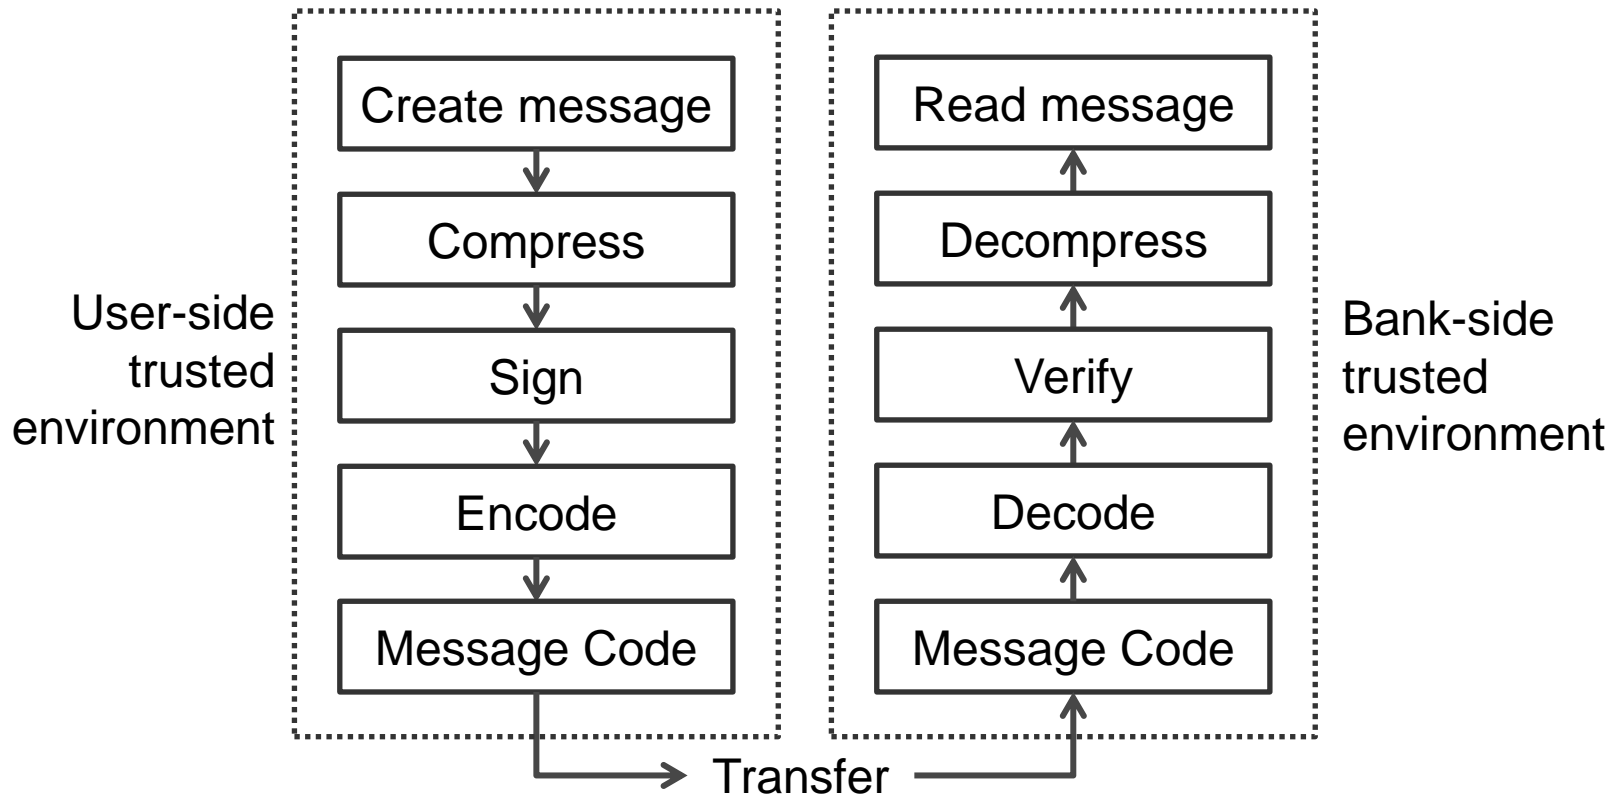 Create message
Compress
Sign
Encode
Message Code
User-side
trusted
environment
Transfer
Read message
Decompress
Verify
Decode
Message Code
Bank-side
trusted
environment